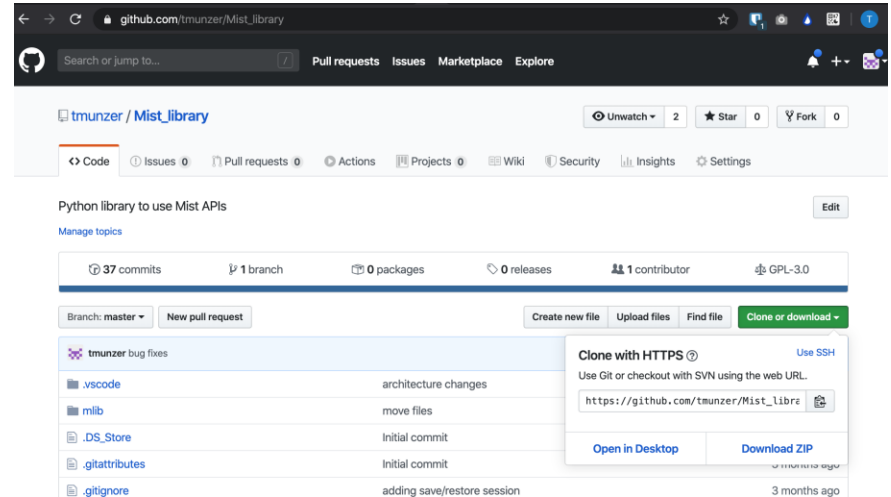 github.com/tmunzer/Mist_library
1
T
Search or jump to... /
Pull requests Issues Marketplace Explore
tmunzer / Mist_library
Unwatch 2 Star 0 Fork 0
Code Issues 0 Pull requests 0 Actions Projects 0 Wiki Security Insights Settings
Python library to use Mist APIs
Edit
Manage topics
37 commits 1 branch 0 packages 0 releases 1 contributor GPL-3.0
Branch: master New pull request Create new file Upload files Find file Clone or download
tmunzer bug fixes
Clone with HTTPS Use SSH
Use Git or checkout with SVN using the web URL.
https://github.com/tmunzer/Mist_libra
Open in Desktop Download ZIP
.vscode architecture changes
mlib move files
.DS_Store Initial commit
.gitattributes Initial commit 3 months ago
.gitignore adding save/restore session 3 months ago